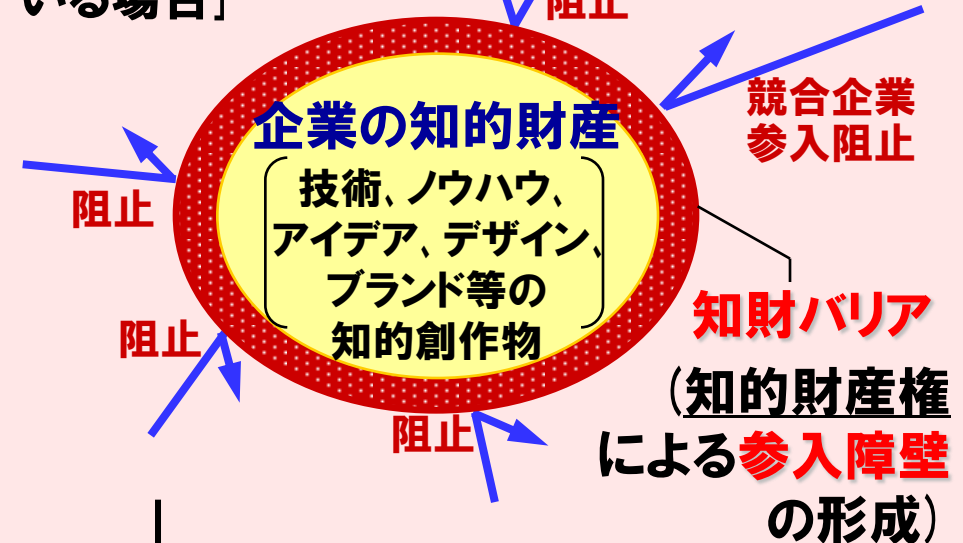 いる場合］
阻止
企業の知的財産
技術、ノウハウ、
アイデア、デザイン、
ブランド等の
知的創作物
競合企業
参入阻止
阻止
阻止
阻止
知財バリア
（知的財産権
による参入障壁
の形成）